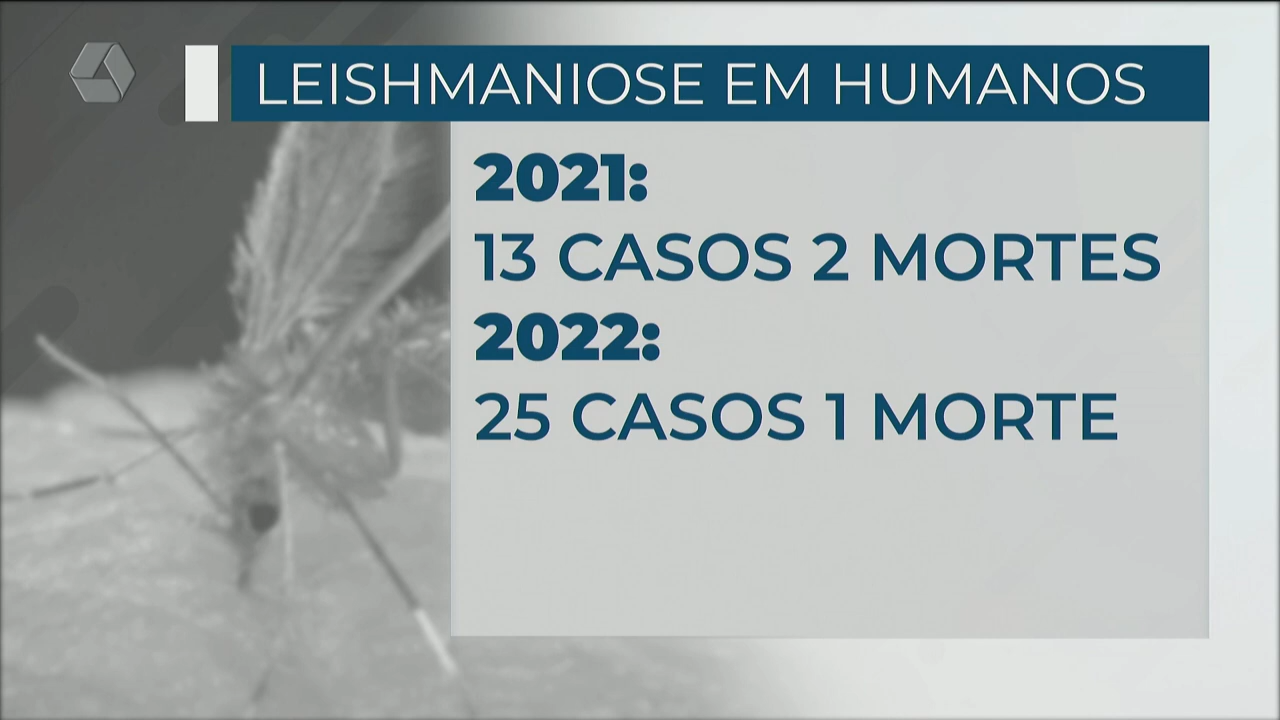 LEISHMANIOSE EM HUMANOS
2021:
13 CASOS 2 MORTES
2022:
25 CASOS 1 MORTE